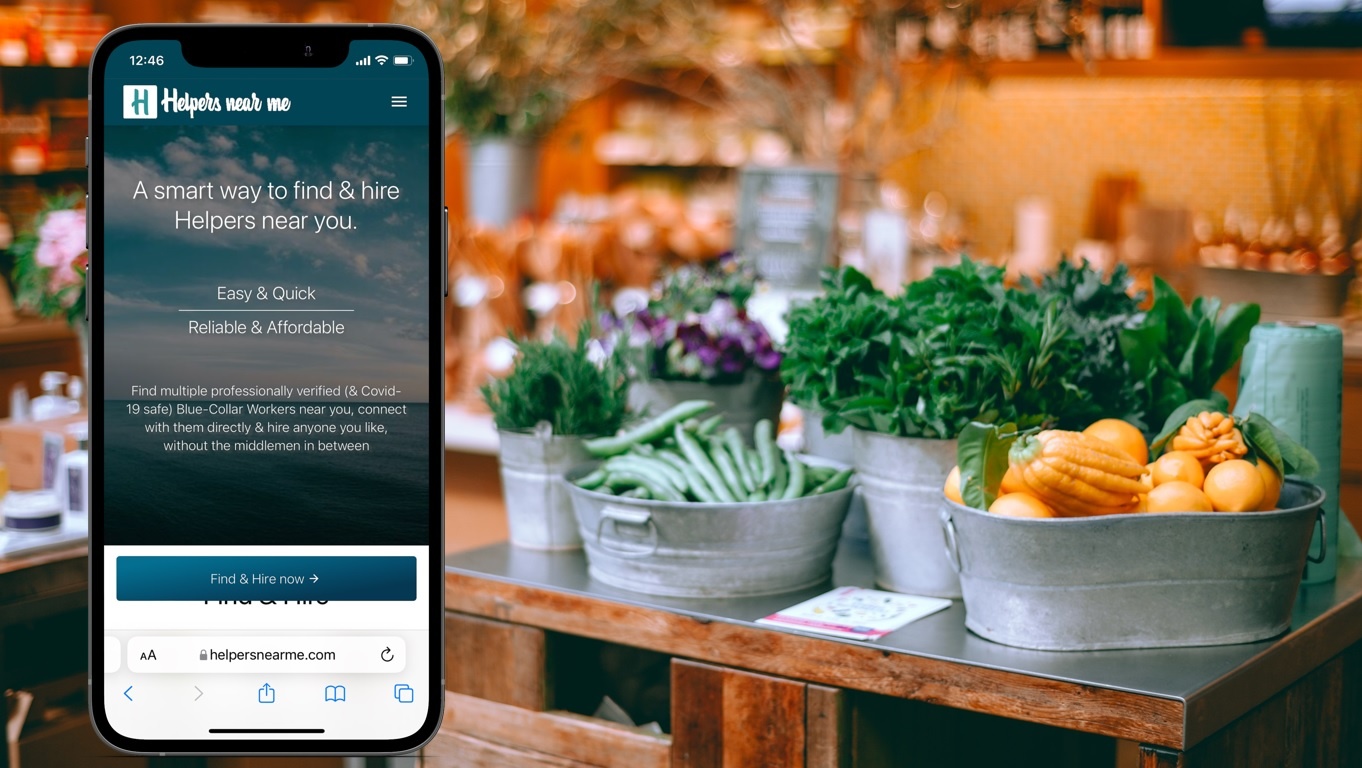 12:46
H Helpers near me
A smart way to find & hire
Helpers near you.
Easy & Quick
Reliable & Affordable
Find multiple professionally verified (& Covid-
19 safe) Blue-Collar Workers near you, connect
with them directly & hire anyone you like,
without the middlemen in between
Find & Hire now →
Find & Hire
AA helpersnearme.com